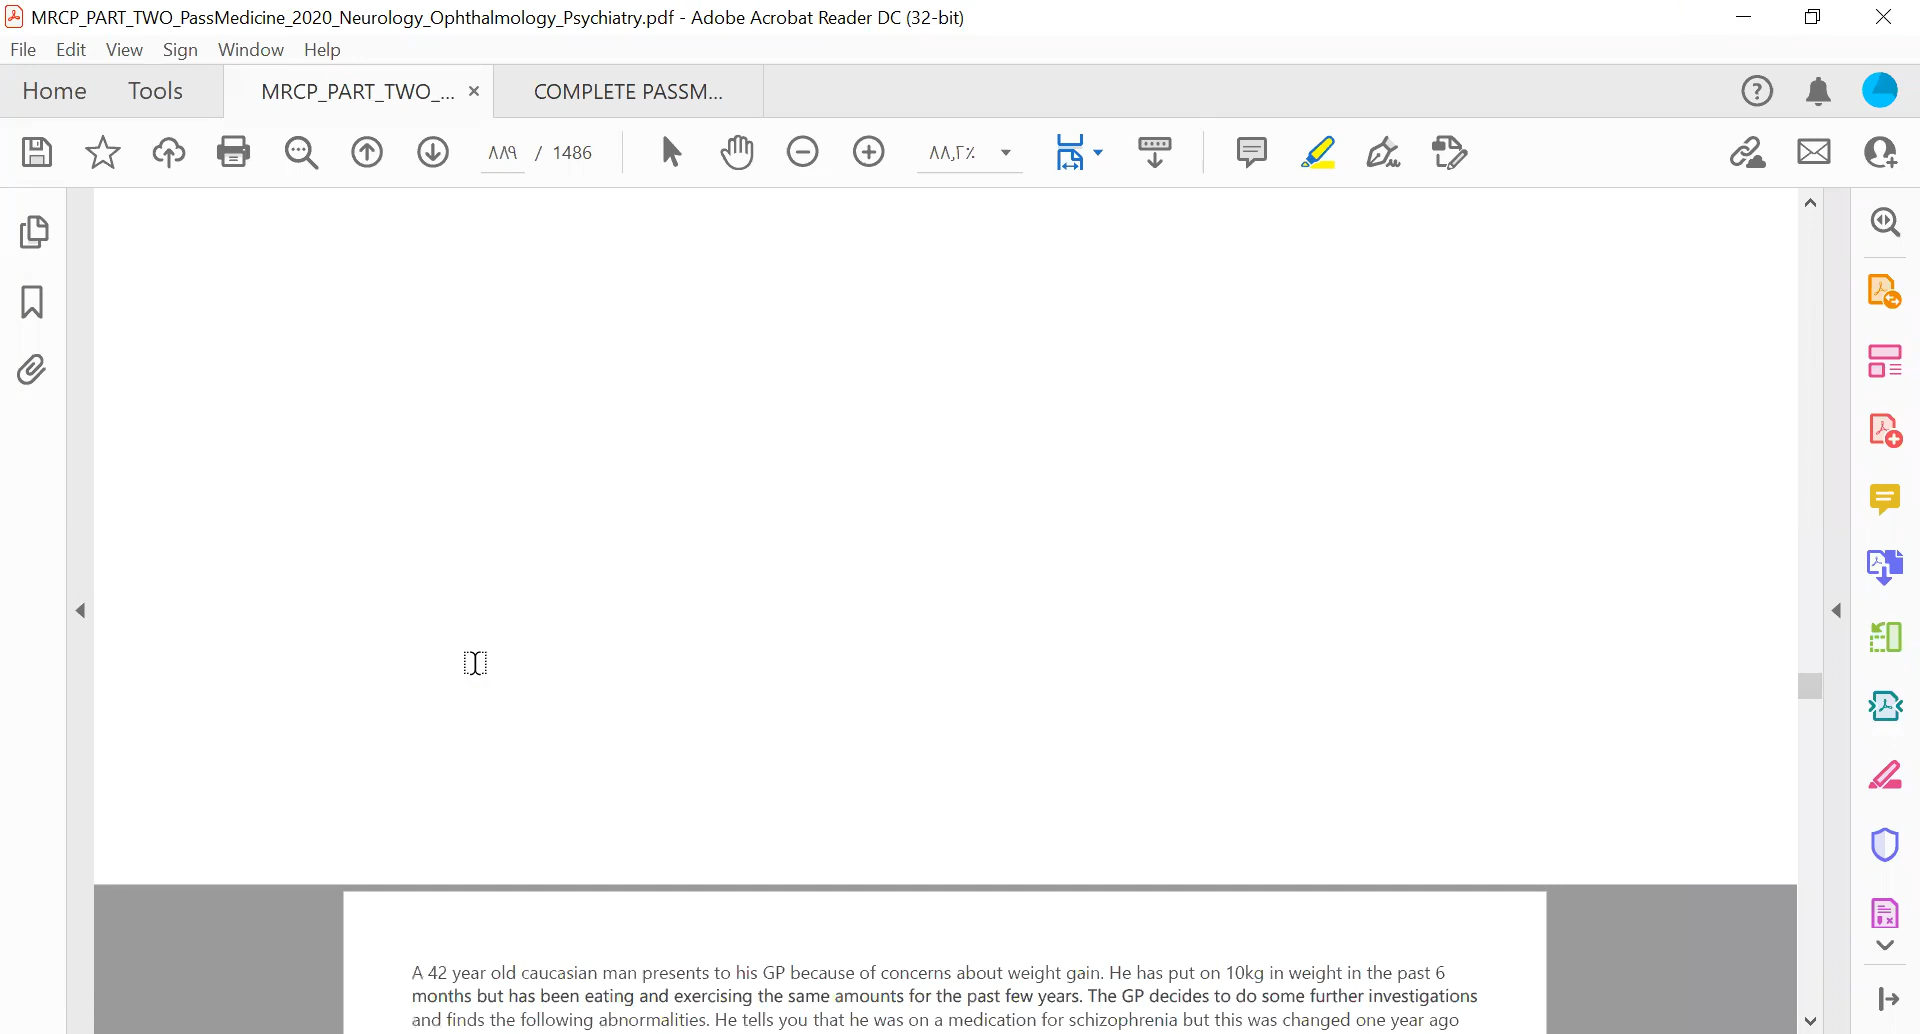 MRCP_PART_TWO_PassMedicine_2020_Neurology_Ophthalmology_Psychiatry.pdf - Adobe Acrobat Reader DC (32-bit)
File Edit View Sign Window Help
Home Tools MRCP_PART_TWO_... COMPLETE PASSM...
٨٨٩ / 1486 ٨٨,٢٪
A 42 year old caucasian man presents to his GP because of concerns about weight gain. He has put on 10kg in weight in the past 6
months but has been eating and exercising the same amounts for the past few years. The GP decides to do some further investigations
and finds the following abnormalities. He tells you that he was on a medication for schizophrenia but this was changed one year ago